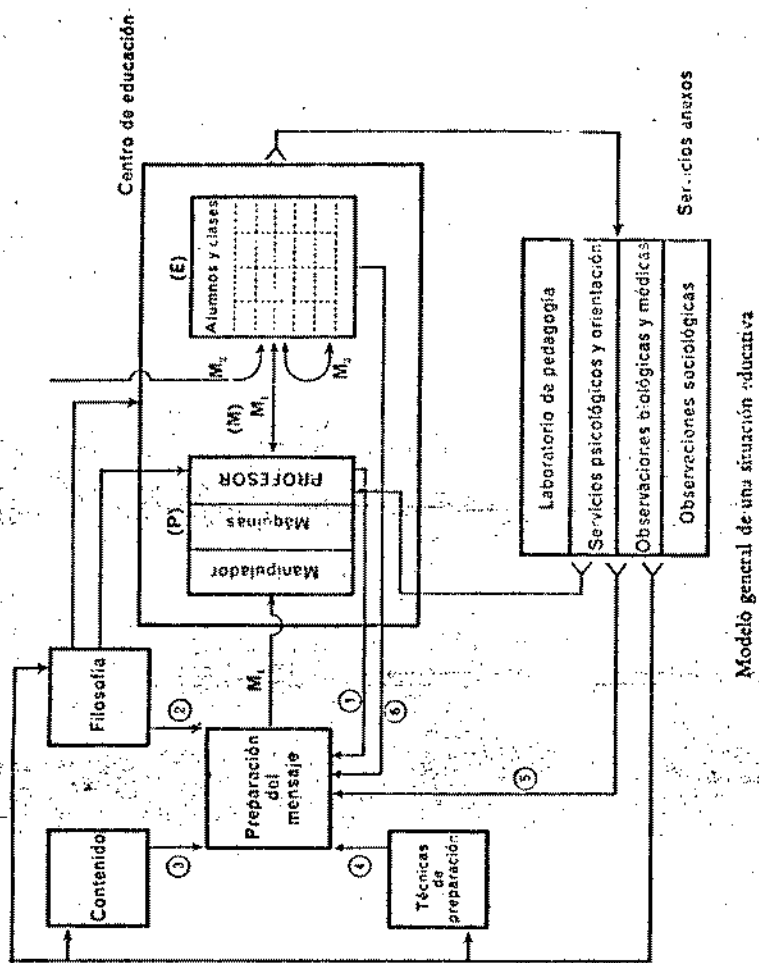 Centro de educación
Alumnos y clases
(E)
M₂
M₁
M₃
(M)
(P)
PROFESOR
Máquinas
Manipulador
M₁
Filosofía
②
Contenido
③
Preparación
del
mensaje
①
⑥
④
⑤
Técnicas
de
preparación
Laboratorio de pedagogía
Servicios psicológicos y orientación
Observaciones biológicas y médicas
Observaciones sociológicas
Servicios anexos
Modelo general de una situación educativa